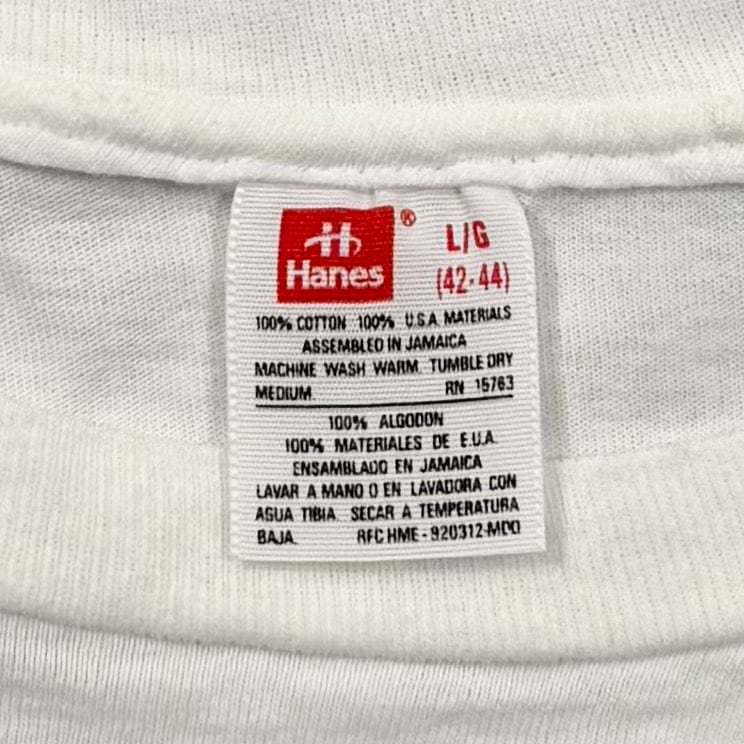 H
Hanes®
L/G
(42-44)
100% COTTON 100% U.S.A. MATERIALS
ASSEMBLED IN JAMAICA
MACHINE WASH WARM. TUMBLE DRY
MEDIUM. RN 15763
100% ALGODON
100% MATERIALES DE E.U.A.
ENSAMBLADO EN JAMAICA
LAVAR A MANO O EN LAVADORA CON
AGUA TIBIA. SECAR A TEMPERATURA
BAJA. RFC HME-920312-MD0